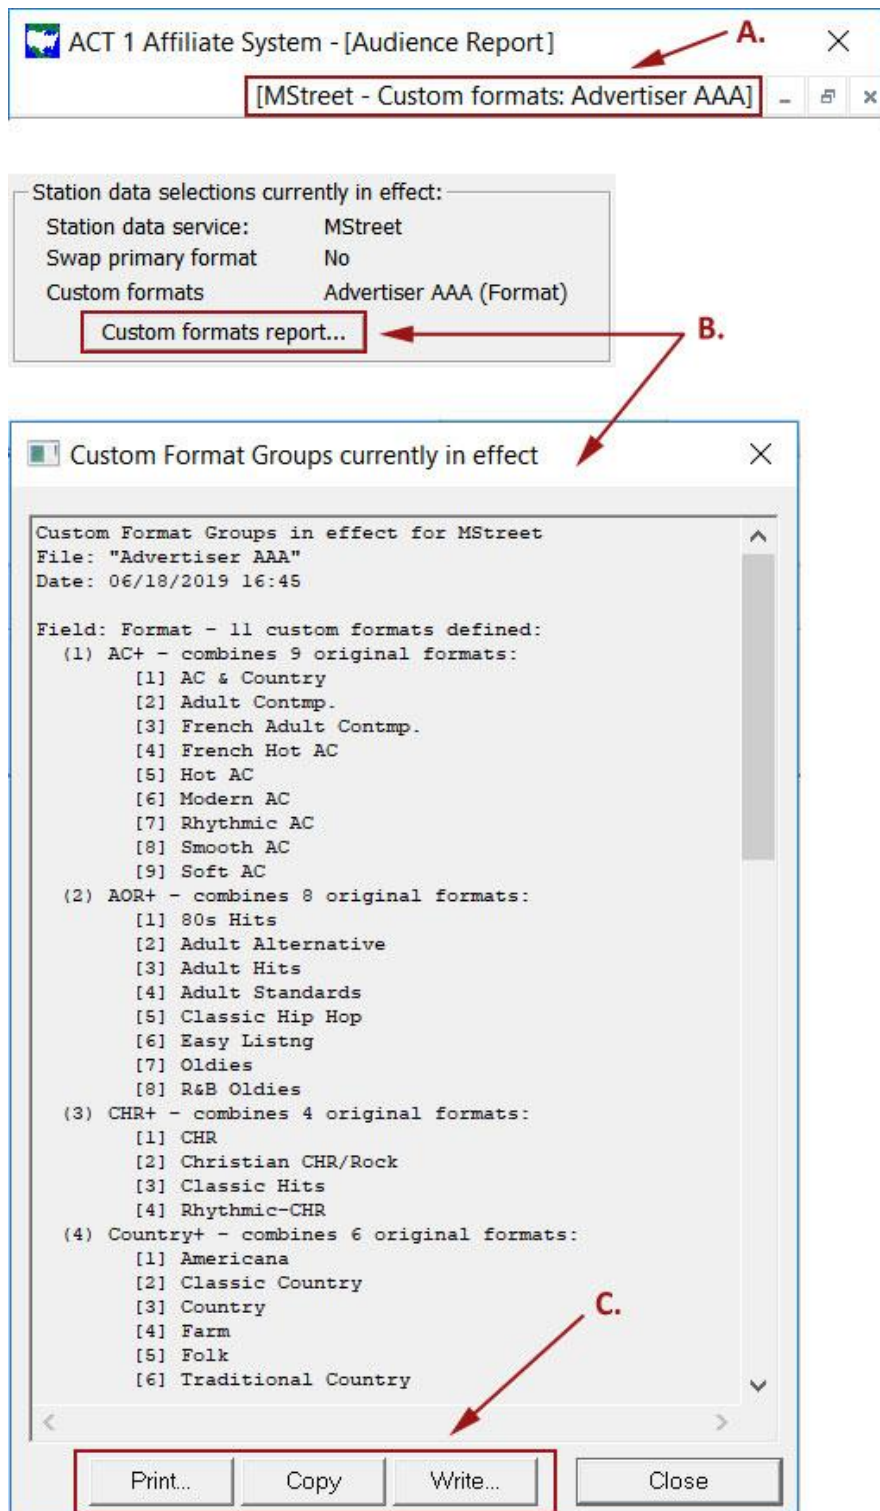 ACT 1 Affiliate System - [Audience Report]
A.
[MStreet - Custom formats: Advertiser AAA]
Station data selections currently in effect:
Station data service: MStreet
Swap primary format No
Custom formats Advertiser AAA (Format)
Custom formats report...
B.
Custom Format Groups currently in effect
Custom Format Groups in effect for MStreet
File: "Advertiser AAA"
Date: 06/18/2019 16:45
Field: Format - 11 custom formats defined:
(1) AC+ - combines 9 original formats:
[1] AC & Country
[2] Adult Contmp.
[3] French Adult Contmp.
[4] French Hot AC
[5] Hot AC
[6] Modern AC
[7] Rhythmic AC
[8] Smooth AC
[9] Soft AC
(2) AOR+ - combines 8 original formats:
[1] 80s Hits
[2] Adult Alternative
[3] Adult Hits
[4] Adult Standards
[5] Classic Hip Hop
[6] Easy Listng
[7] Oldies
[8] R&B Oldies
(3) CHR+ - combines 4 original formats:
[1] CHR
[2] Christian CHR/Rock
[3] Classic Hits
[4] Rhythmic-CHR
(4) Country+ - combines 6 original formats:
[1] Americana
[2] Classic Country
[3] Country
[4] Farm
[5] Folk
[6] Traditional Country
C.
Print... Copy Write... Close